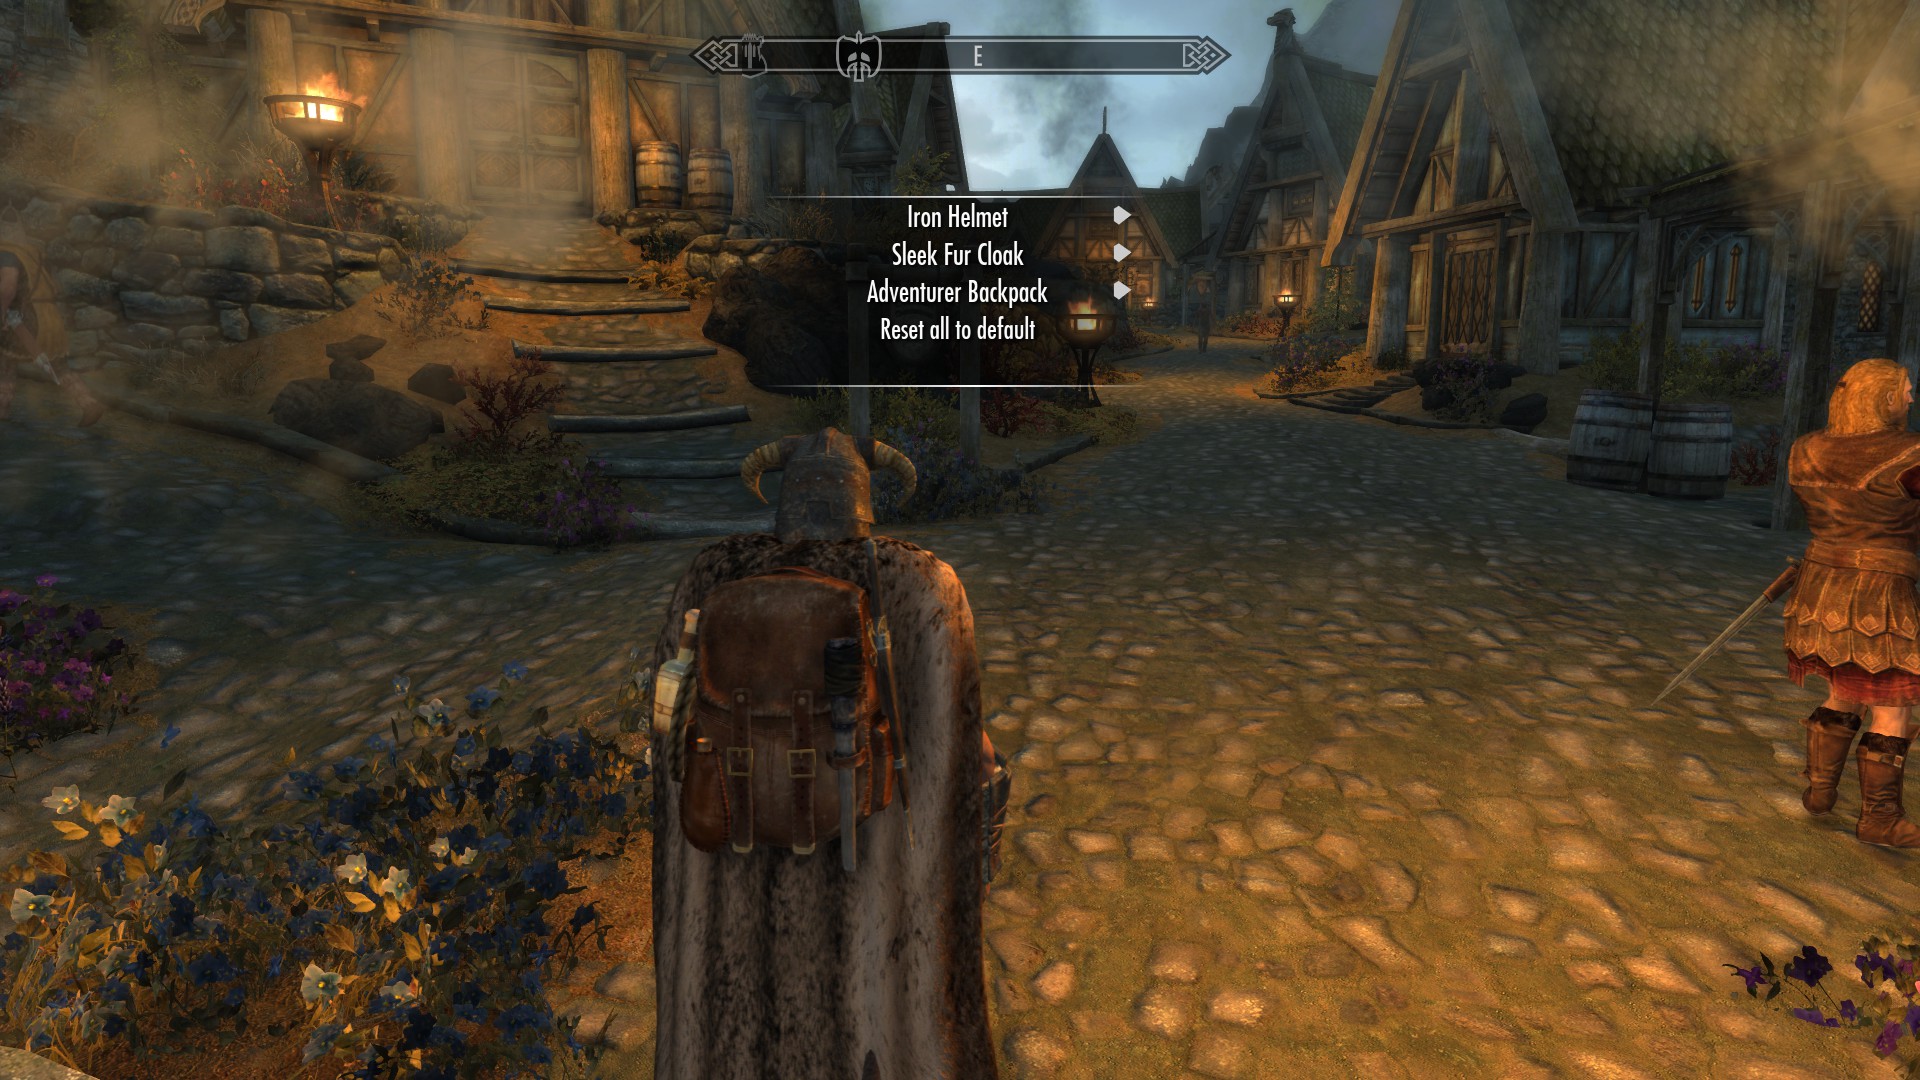 E
Iron Helmet
Sleek Fur Cloak
Adventurer Backpack
Reset all to default